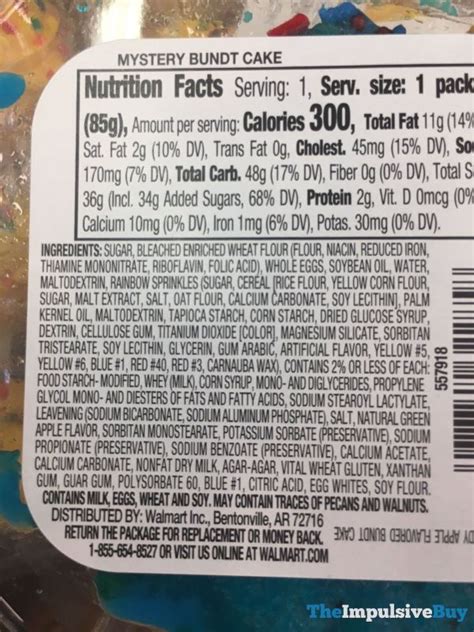 MYSTERY BUNDT CAKE
Nutrition Facts Serving: 1, Serv. size: 1 pack
(85g), Amount per serving: Calories 300, Total Fat 11g (14%
Sat. Fat 2g (10% DV), Trans Fat 0g, Cholest. 45mg (15% DV), So
170mg (7% DV), Total Carb. 48g (17% DV), Fiber 0g (0% DV), Total S
36g (Incl. 34g Added Sugars, 68% DV), Protein 2g, Vit. D 0mcg (0%
Calcium 10mg (0% DV), Iron 1mg (6% DV), Potas. 30mg (0% DV).
INGREDIENTS: SUGAR, BLEACHED ENRICHED WHEAT FLOUR (FLOUR, NIACIN, REDUCED IRON,
THIAMINE MONONITRATE, RIBOFLAVIN, FOLIC ACID), WHOLE EGGS, SOYBEAN OIL, WATER,
MALTODEXTRIN, RAINBOW SPRINKLES (SUGAR, CEREAL [RICE FLOUR, YELLOW CORN FLOUR,
SUGAR, MALT EXTRACT, SALT, OAT FLOUR, CALCIUM CARBONATE, SOY LECITHIN], PALM
KERNEL OIL, MALTODEXTRIN, TAPIOCA STARCH, CORN STARCH, DRIED GLUCOSE SYRUP,
DEXTRIN, CELLULOSE GUM, TITANIUM DIOXIDE [COLOR], MAGNESIUM SILICATE, SORBITAN
TRISTEARATE, SOY LECITHIN, GLYCERIN, GUM ARABIC, ARTIFICIAL FLAVOR, YELLOW #5,
YELLOW #6, BLUE #1, RED #40, RED #3, CARNAUBA WAX), CONTAINS 2% OR LESS OF EACH:
FOOD STARCH- MODIFIED, WHEY (MILK), CORN SYRUP, MONO- AND DIGLYCERIDES, PROPYLENE
GLYCOL MONO- AND DIESTERS OF FATS AND FATTY ACIDS, SODIUM STEAROYL LACTYLATE,
LEAVENING (SODIUM BICARBONATE, SODIUM ALUMINUM PHOSPHATE), SALT, NATURAL GREEN
APPLE FLAVOR, SORBITAN MONOSTEARATE, POTASSIUM SORBATE (PRESERVATIVE), SODIUM
PROPIONATE (PRESERVATIVE), SODIUM BENZOATE (PRESERVATIVE), CALCIUM ACETATE,
CALCIUM CARBONATE, NONFAT DRY MILK, AGAR-AGAR, VITAL WHEAT GLUTEN, XANTHAN
GUM, GUAR GUM, POLYSORBATE 60, BLUE #1, CITRIC ACID, EGG WHITES, SOY FLOUR.
CONTAINS MILK, EGGS, WHEAT AND SOY. MAY CONTAIN TRACES OF PECANS AND WALNUTS.
DISTRIBUTED BY: Walmart Inc., Bentonville, AR 72716
RETURN THE PACKAGE FOR REPLACEMENT OR MONEY BACK.
1-855-654-8527 OR VISIT US ONLINE AT WALMART.COM
557918
DY APPLE FLAVORED BUNDT CAKE
TheImpulsiveBuy